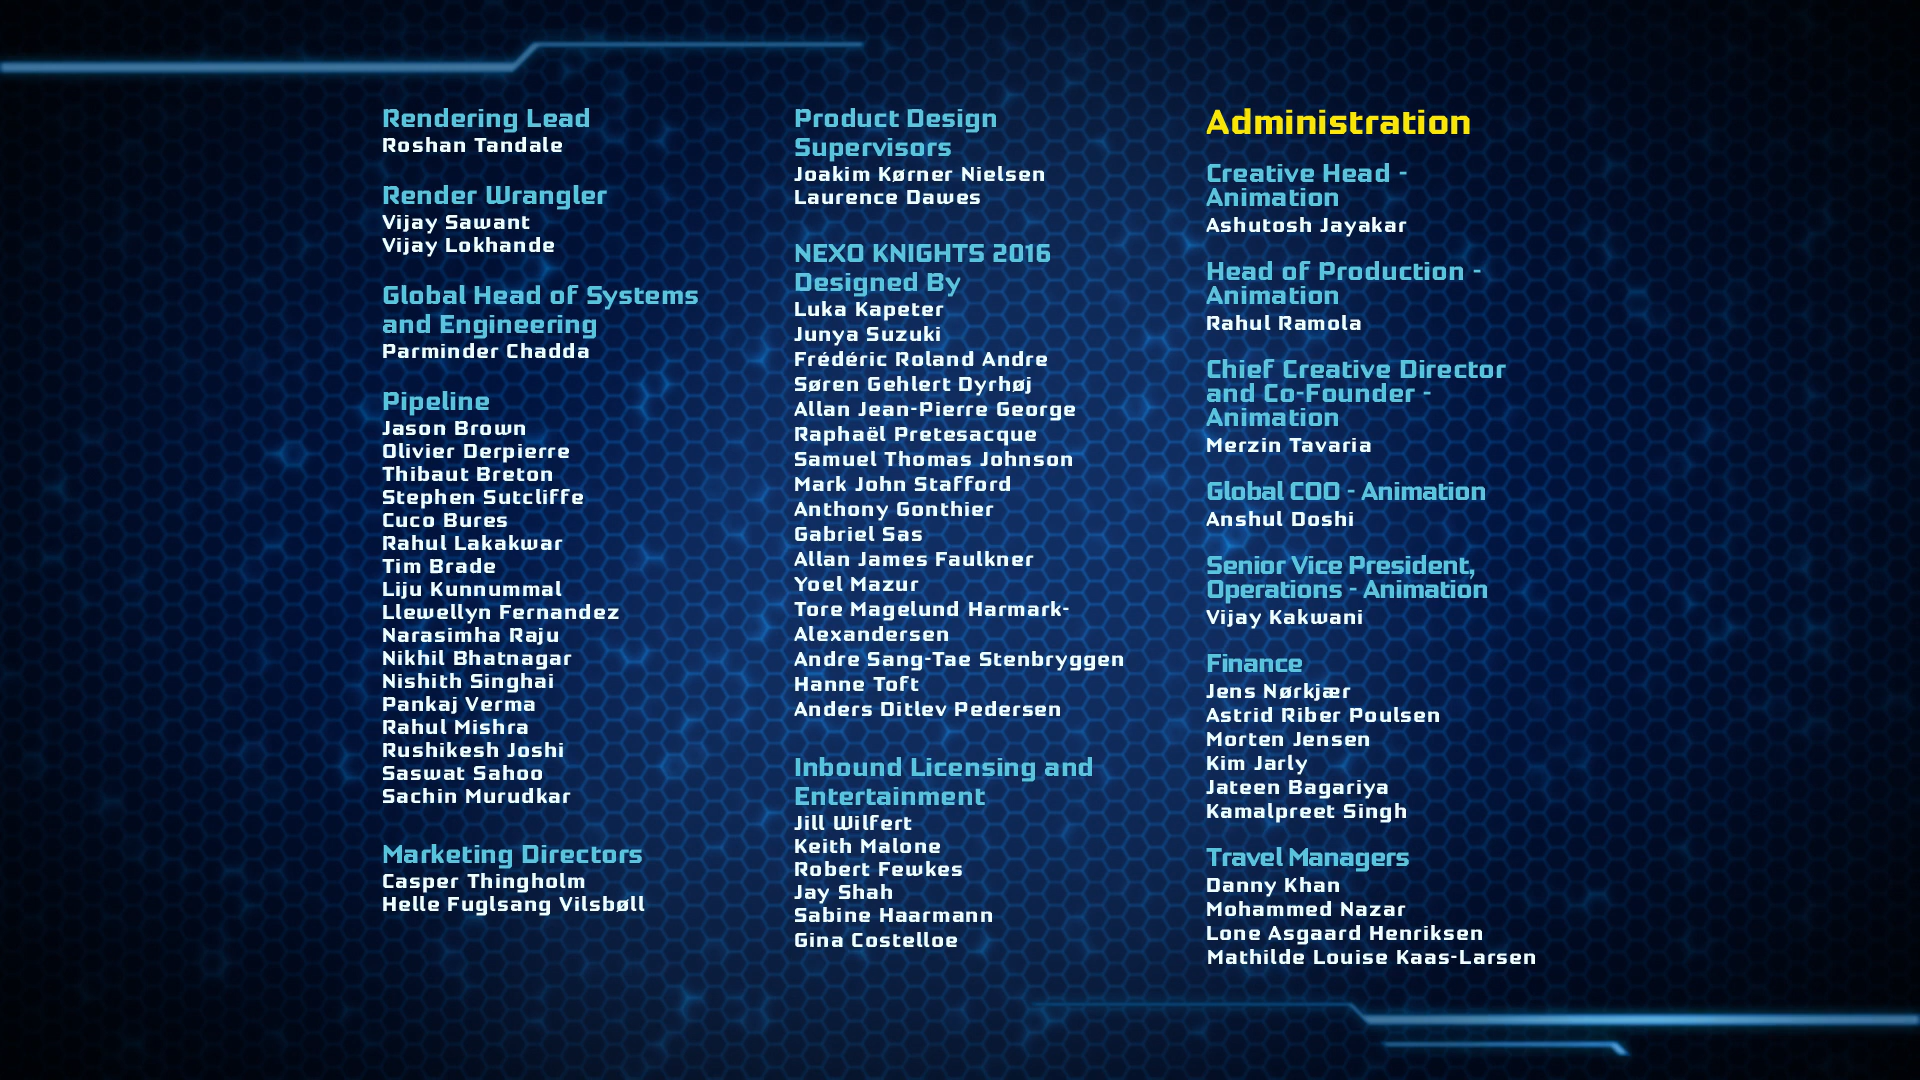 Rendering Lead
Roshan Tandale
Render Wrangler
Vijay Sawant
Vijay Lokhande
Global Head of Systems
and Engineering
Parminder Chadda
Pipeline
Jason Brown
Olivier Derpierre
Thibaut Breton
Stephen Sutcliffe
Cuco Bures
Rahul Lakakwar
Tim Brade
Liju Kunnummal
Llewellyn Fernandez
Narasimha Raju
Nikhil Bhatnagar
Nishith Singhai
Pankaj Verma
Rahul Mishra
Rushikesh Joshi
Saswat Sahoo
Sachin Murudkar
Marketing Directors
Casper Thingholm
Helle Fuglsang Vilsbøll
Product Design
Supervisors
Joakim Kørner Nielsen
Laurence Dawes
NEXO KNIGHTS 2016
Designed By
Luka Kapeter
Junya Suzuki
Frédéric Roland Andre
Søren Gehlert Dyrhøj
Allan Jean-Pierre George
Raphaël Pretesacque
Samuel Thomas Johnson
Mark John Stafford
Anthony Gonthier
Gabriel Sas
Allan James Faulkner
Yoel Mazur
Tore Magelund Harmark-
Alexandersen
Andre Sang-Tae Stenbryggen
Hanne Toft
Anders Ditlev Pedersen
Inbound Licensing and
Entertainment
Jill Wilfert
Keith Malone
Robert Fewkes
Jay Shah
Sabine Haarmann
Gina Costelloe
Administration
Creative Head -
Animation
Ashutosh Jayakar
Head of Production -
Animation
Rahul Ramola
Chief Creative Director
and Co-Founder -
Animation
Merzin Tavaria
Global COO - Animation
Anshul Doshi
Senior Vice President,
Operations - Animation
Vijay Kakwani
Finance
Jens Nørkjær
Astrid Riber Poulsen
Morten Jensen
Kim Jarly
Jateen Bagariya
Kamalpreet Singh
Travel Managers
Danny Khan
Mohammed Nazar
Lone Asgaard Henriksen
Mathilde Louise Kaas-Larsen